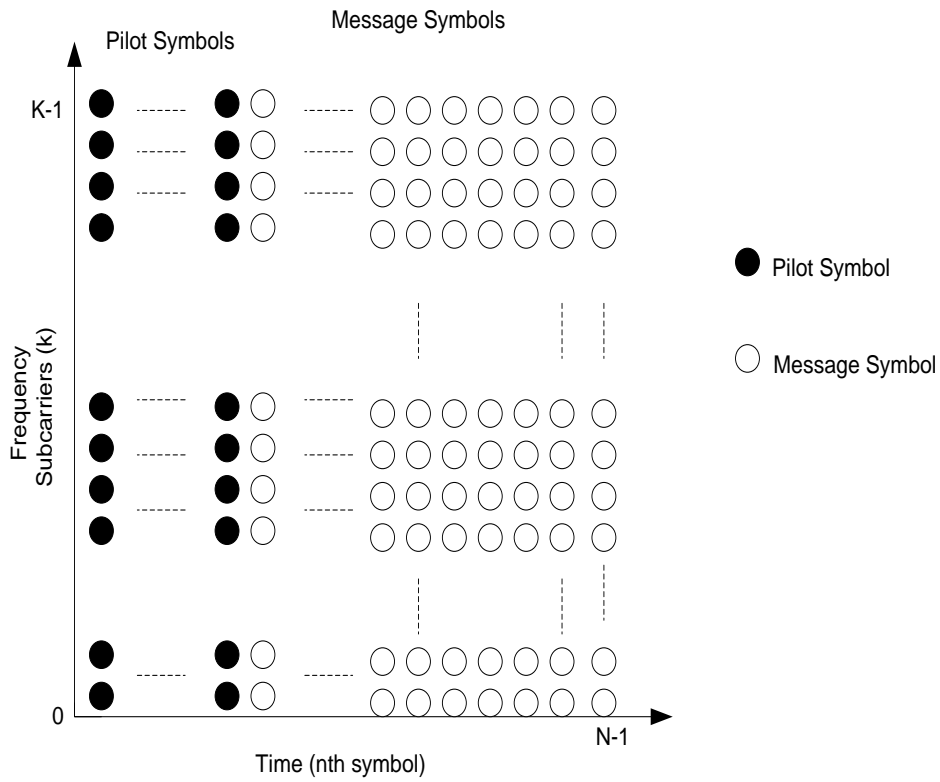 Message Symbols
Pilot Symbols
K-1
Pilot Symbol
Frequency
Subcarriers (k)
Message Symbol
0
N-1
Time (nth symbol)